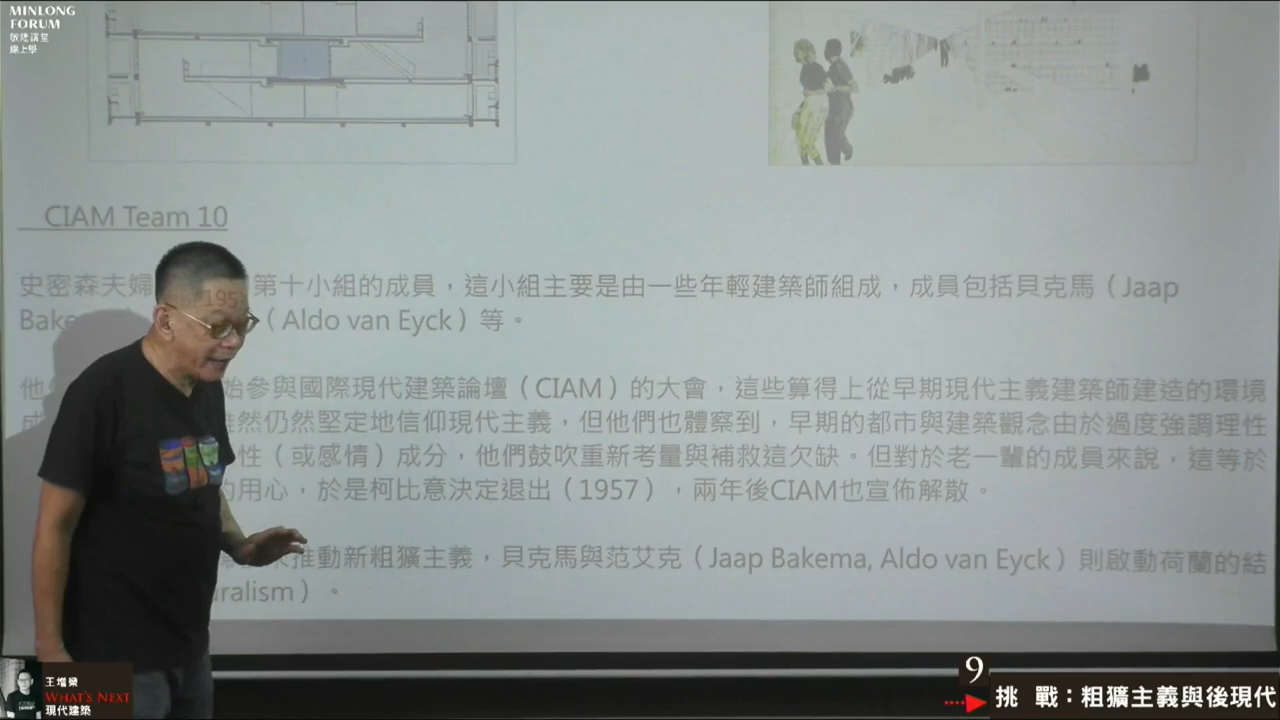 MINLONG
FORUM
敏隆講堂
線上學
CIAM Team 10
史密森夫婦 195 第十小組的成員，這小組主要是由一些年輕建築師組成，成員包括貝克馬（Jaap
Bake （Aldo van Eyck）等。
他 始參與國際現代建築論壇（CIAM）的大會，這些算得上從早期現代主義建築師建造的環境
成 雖然仍然堅定地信仰現代主義，但他們也體察到，早期的都市與建築觀念由於過度強調理性
性（或感情）成分，他們鼓吹重新考量與補救這欠缺。但對於老一輩的成員來說，這等於
的用心，於是柯比意決定退出（1957），兩年後CIAM也宣佈解散。
來推動新粗獷主義，貝克馬與范艾克（Jaap Bakema, Aldo van Eyck）則啟動荷蘭的結
ralism）。
王增榮
WHAT'S NEXT
現代建築
9
挑 戰：粗獷主義與後現代